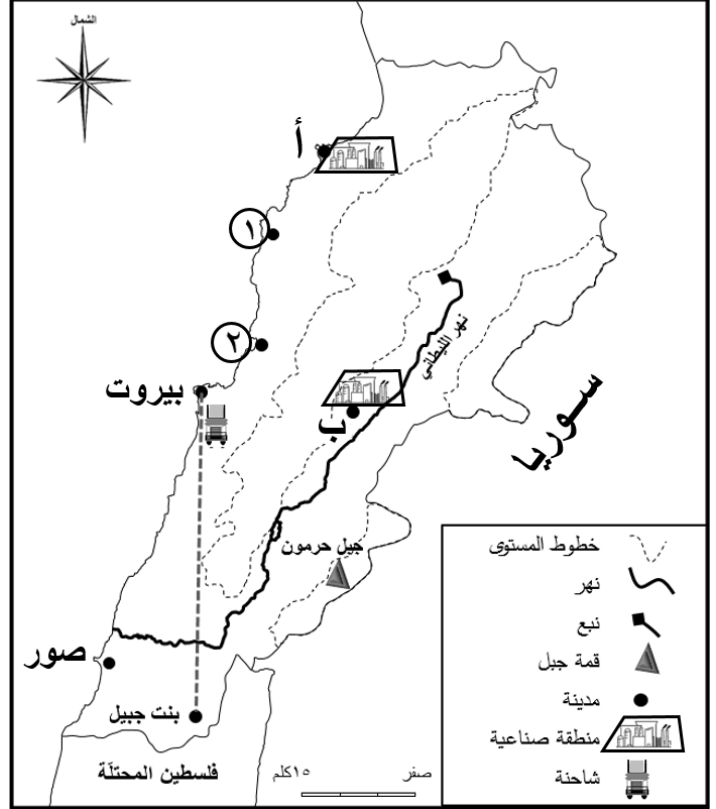 الشمال
أ
١
٢
بيروت
نهر الليطاني
ب
سوريا
جبل حرمون
صور
بنت جبيل
فلسطين المحتلّة
صفر ١٥كلم
خطوط المستوى
نهر
نبع
قمة جبل
مدينة
منطقة صناعية
شاحنة